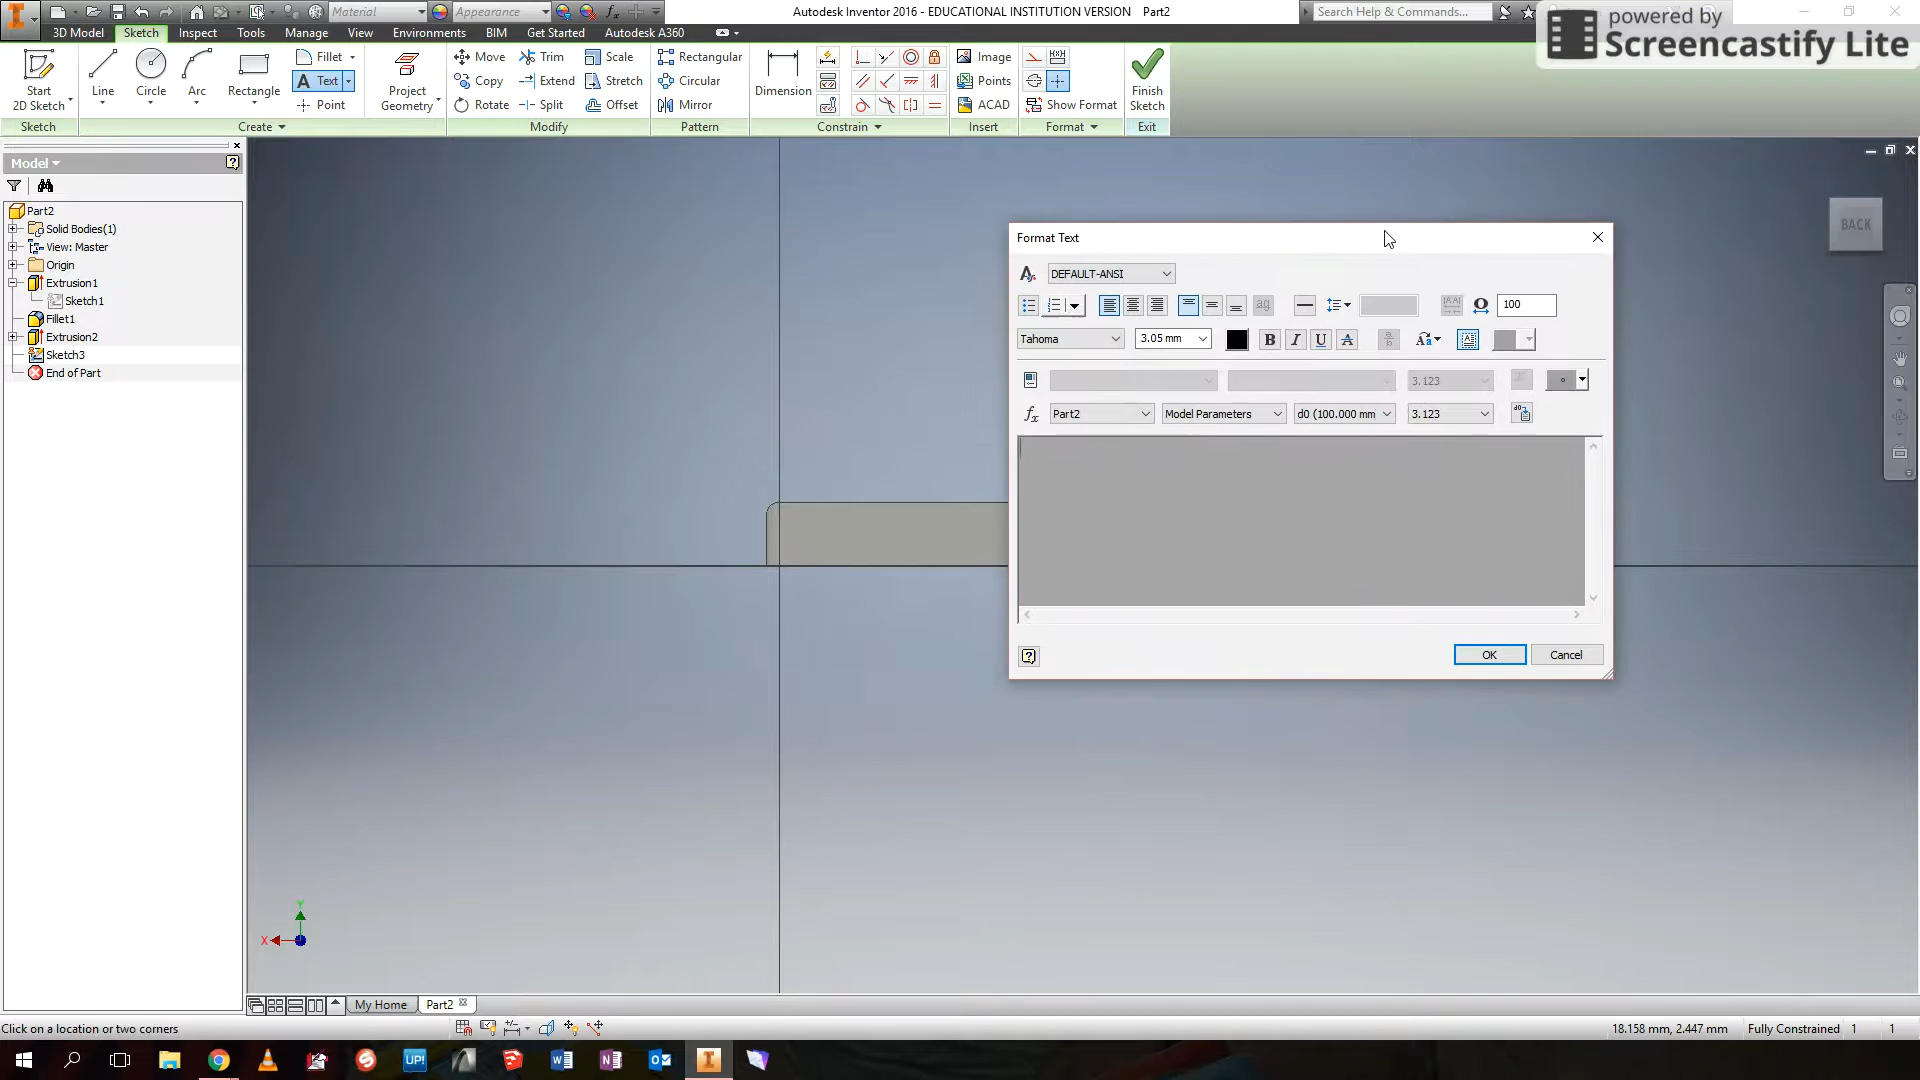 Material
Appearance
Autodesk Inventor 2016 - EDUCATIONAL INSTITUTION VERSION Part2
Search Help & Commands...
powered by
Screencastify Lite
3D Model Sketch Inspect Tools Manage View Environments BIM Get Started Autodesk A360
Start
2D Sketch
Line
Circle
Arc
Rectangle
Fillet
A Text
Point
Project
Geometry
Move Trim Scale
Copy Extend Stretch
Rotate Split Offset
Rectangular
Circular
Mirror
Dimension
Image
Points
ACAD
Show Format
Finish
Sketch
Sketch Create Modify Pattern Constrain Insert Format Exit
Model
Part2
Solid Bodies(1)
View: Master
Origin
Extrusion1
Sketch1
Fillet1
Extrusion2
Sketch3
End of Part
BACK
Format Text
DEFAULT-ANSI
100
Tahoma 3.05 mm B I U A
3.123
fx Part2 Model Parameters d0 (100.000 mm 3.123
OK Cancel
Y
X
My Home Part2
Click on a location or two corners
18.158 mm, 2.447 mm Fully Constrained 1 1
UP!